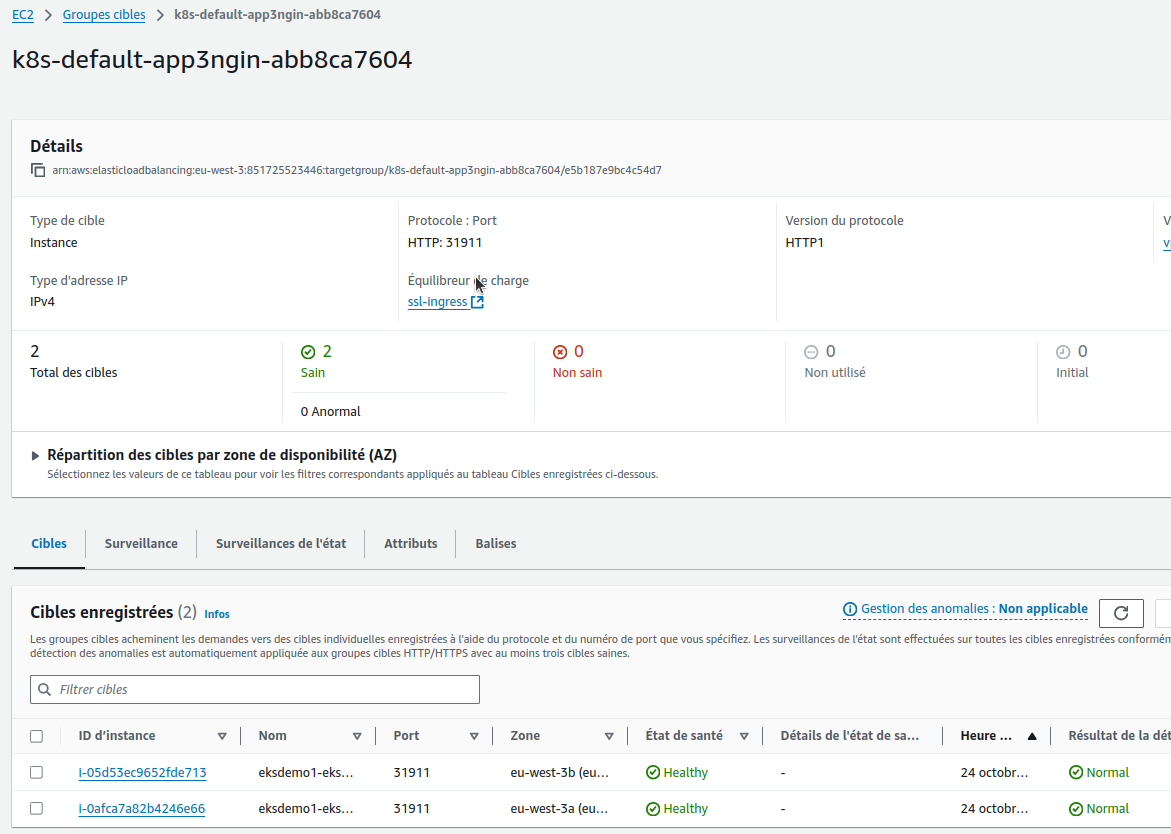 EC2 > Groupes cibles > k8s-default-app3ngin-abb8ca7604
k8s-default-app3ngin-abb8ca7604
Détails
arn:aws:elasticloadbalancing:eu-west-3:851725523446:targetgroup/k8s-default-app3ngin-abb8ca7604/e5b187e9bc4c54d7
Type de cible
Instance
Protocole : Port
HTTP: 31911
Version du protocole
HTTP1
V
Type d'adresse IP
IPv4
Équilibreur de charge
ssl-ingress
2
Total des cibles
2
Sain
0 Anormal
0
Non sain
0
Non utilisé
0
Initial
Répartition des cibles par zone de disponibilité (AZ)
Sélectionnez les valeurs de ce tableau pour voir les filtres correspondants appliqués au tableau Cibles enregistrées ci-dessous.
Cibles Surveillance Surveillances de l'état Attributs Balises
Cibles enregistrées (2) Infos
Gestion des anomalies : Non applicable
Les groupes cibles acheminent les demandes vers des cibles individuelles enregistrées à l'aide du protocole et du numéro de port que vous spécifiez. Les surveillances de l'état sont effectuées sur toutes les cibles enregistrées conformém
détection des anomalies est automatiquement appliquée aux groupes cibles HTTP/HTTPS avec au moins trois cibles saines.
Filtrer cibles
ID d’instance Nom Port Zone État de santé Détails de l'état de sa... Heure ... Résultat de la dét
i-05d53ec9652fde713 eksdemo1-eks... 31911 eu-west-3b (eu... Healthy - 24 octobr... Normal
i-0afca7a82b4246e66 eksdemo1-eks... 31911 eu-west-3a (eu... Healthy - 24 octobr... Normal